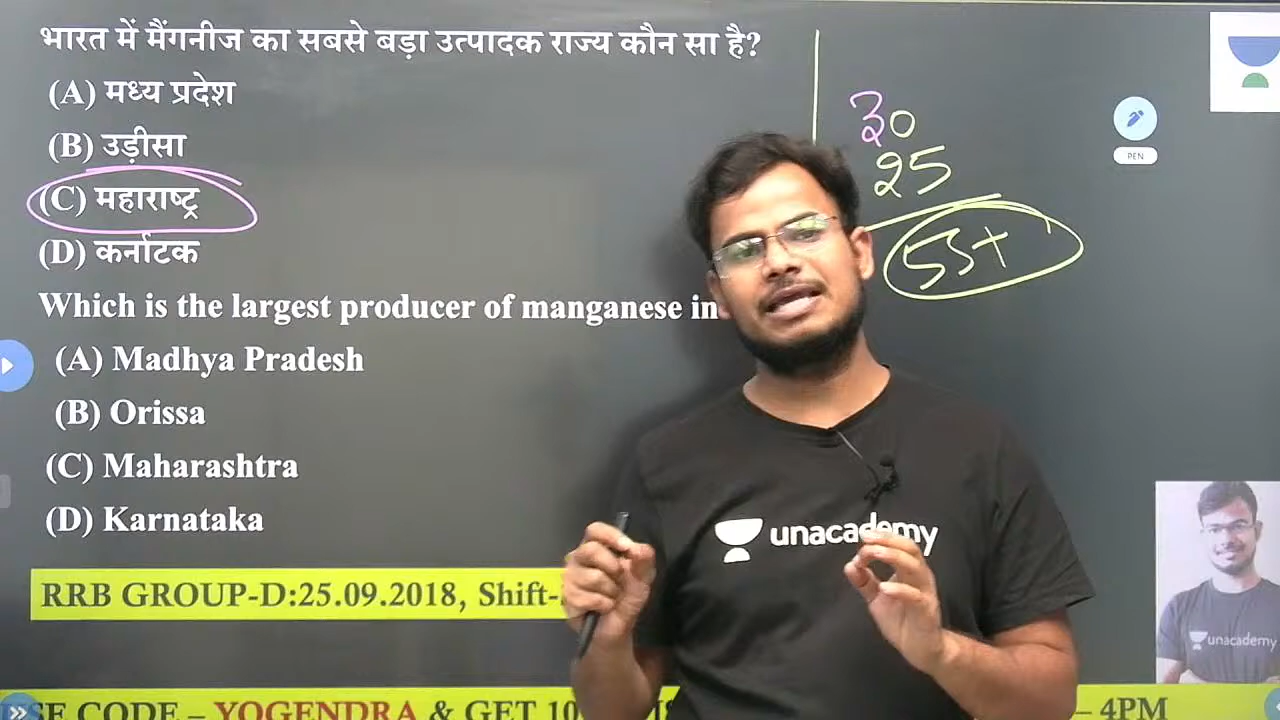 भारत में मैंगनीज का सबसे बड़ा उत्पादक राज्य कौन सा है?
(A) मध्य प्रदेश
(B) उड़ीसा
(C) महाराष्ट्र
(D) कर्नाटक
Which is the largest producer of manganese in
(A) Madhya Pradesh
(B) Orissa
(C) Maharashtra
(D) Karnataka
RRB GROUP-D:25.09.2018, Shift-
CODE – YOGENDRA & GET 10
– 4PM
30
25
55+
PEN
unacademy
unacademy